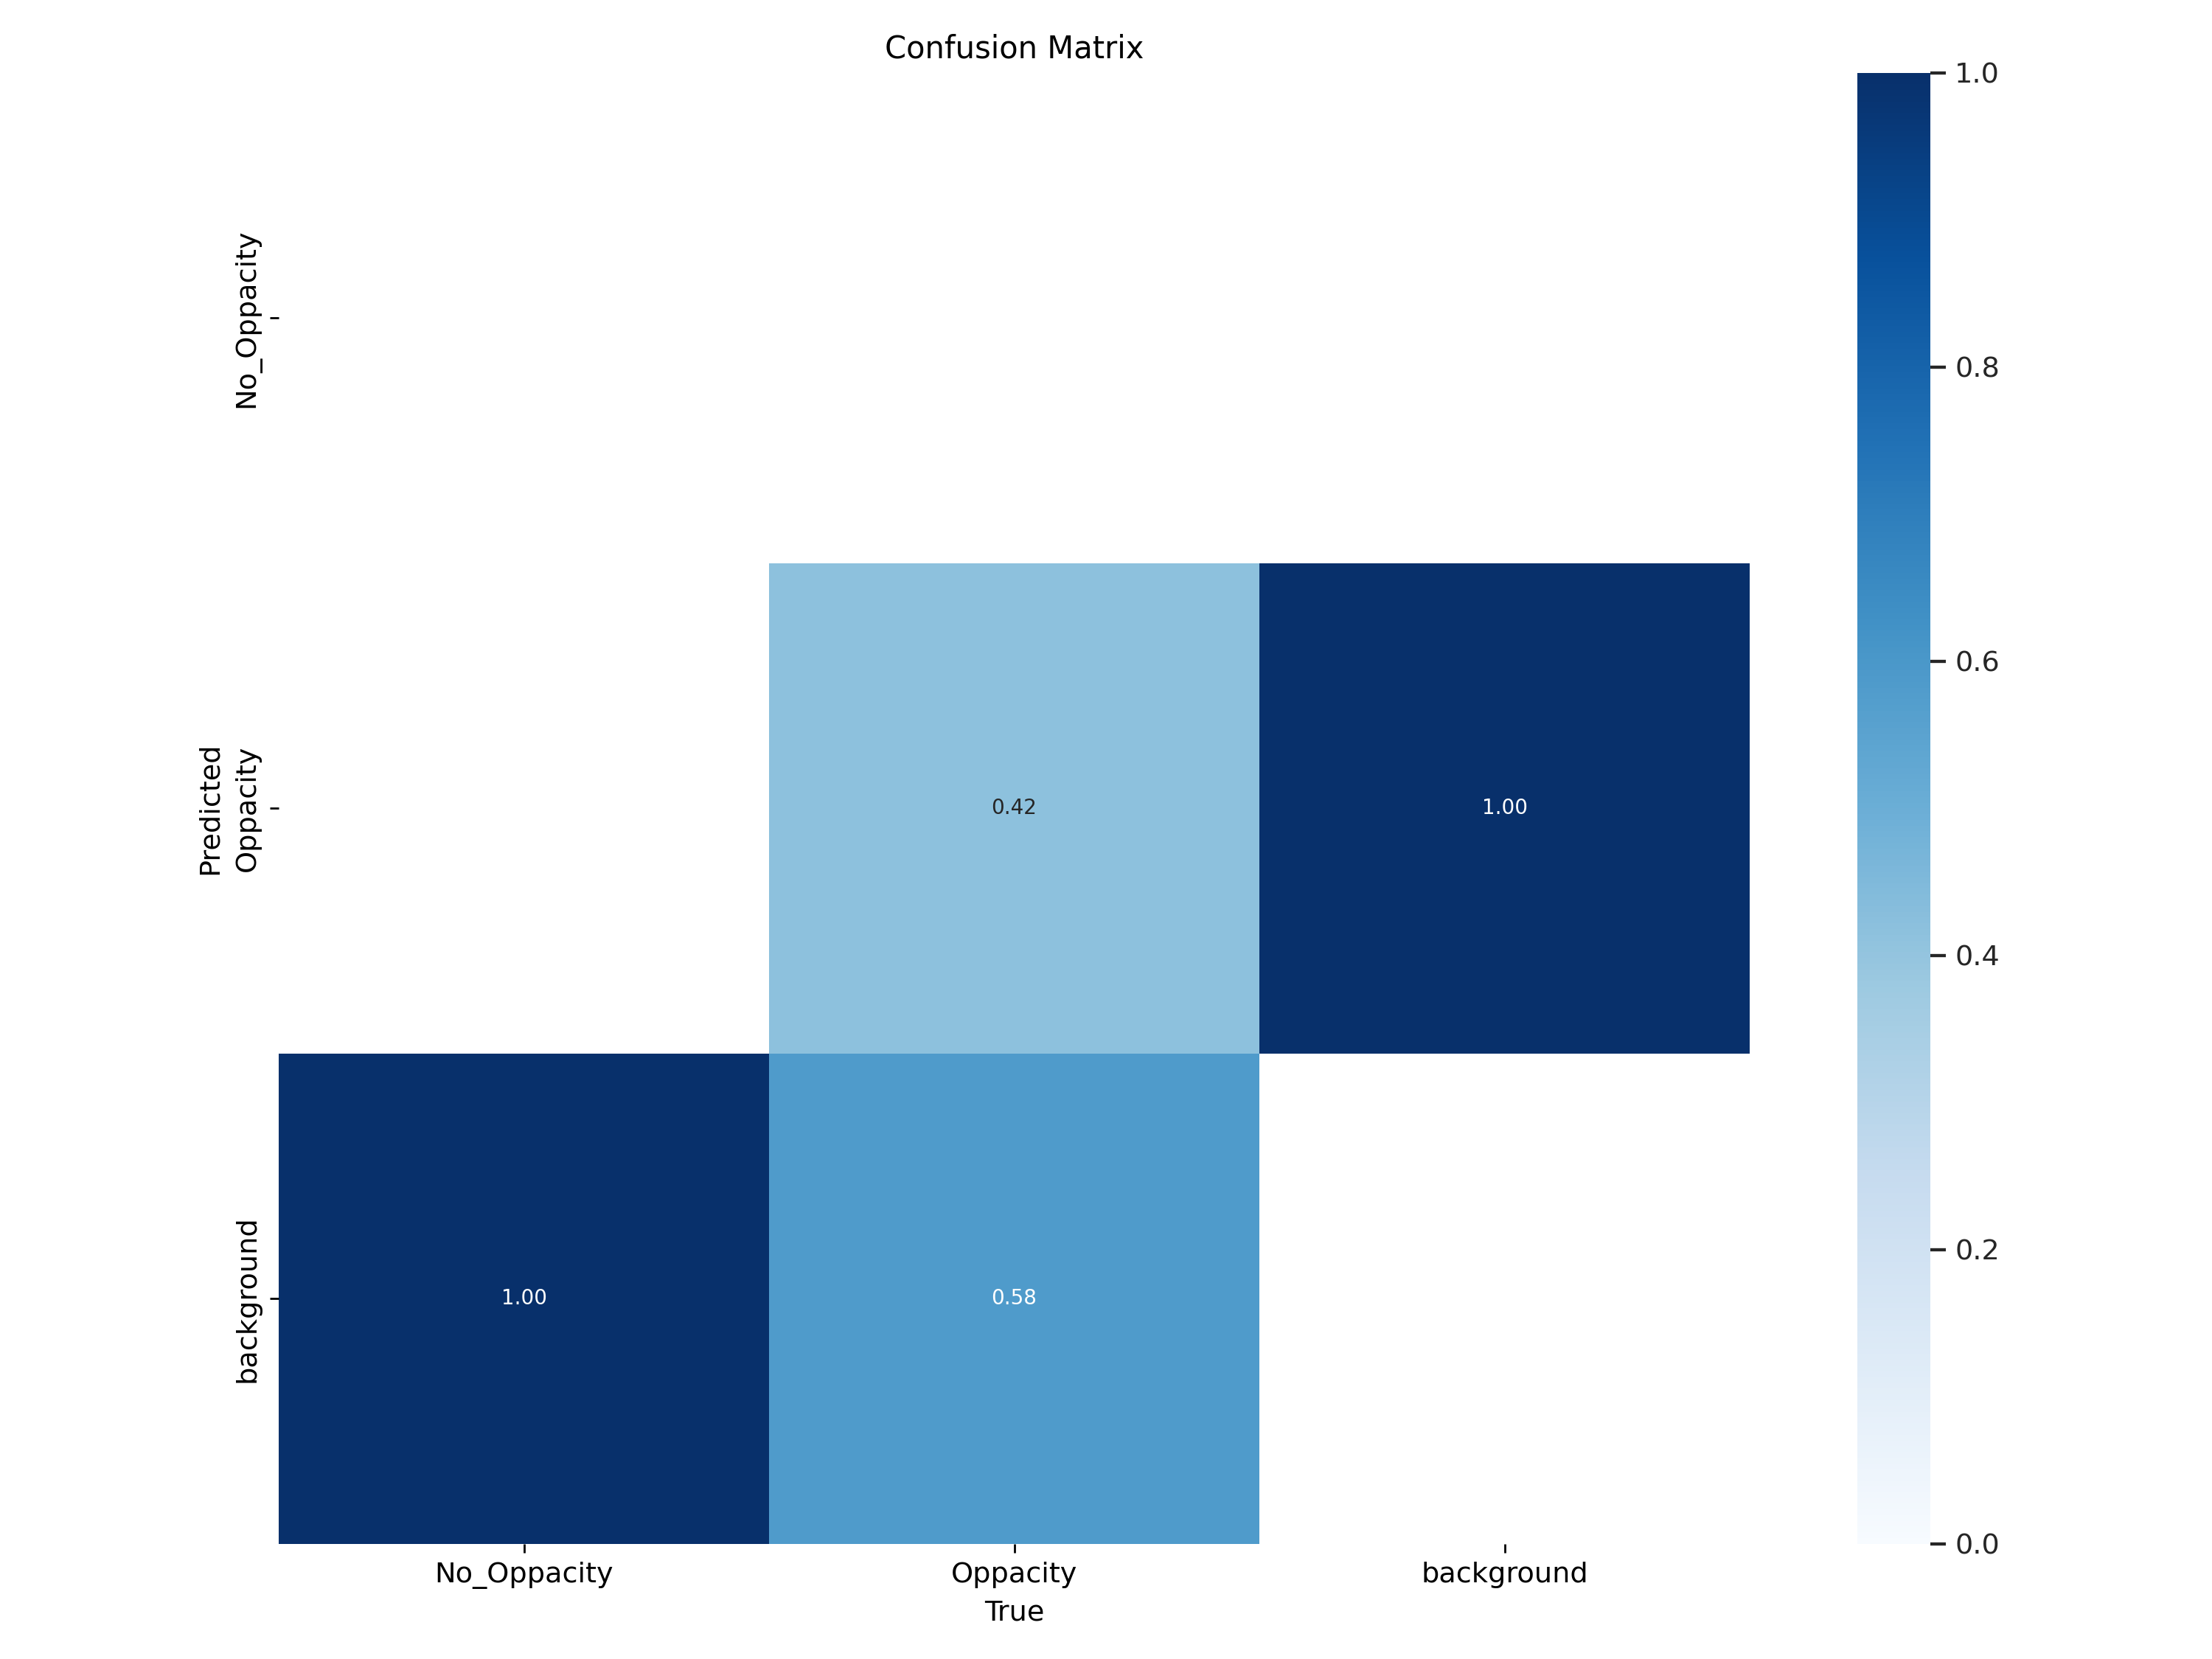 Confusion Matrix
1.0
0.8
0.6
0.4
0.2
0.0
Predicted
No_Oppacity
Oppacity
background
0.42
1.00
1.00
0.58
No_Oppacity
Oppacity
background
True